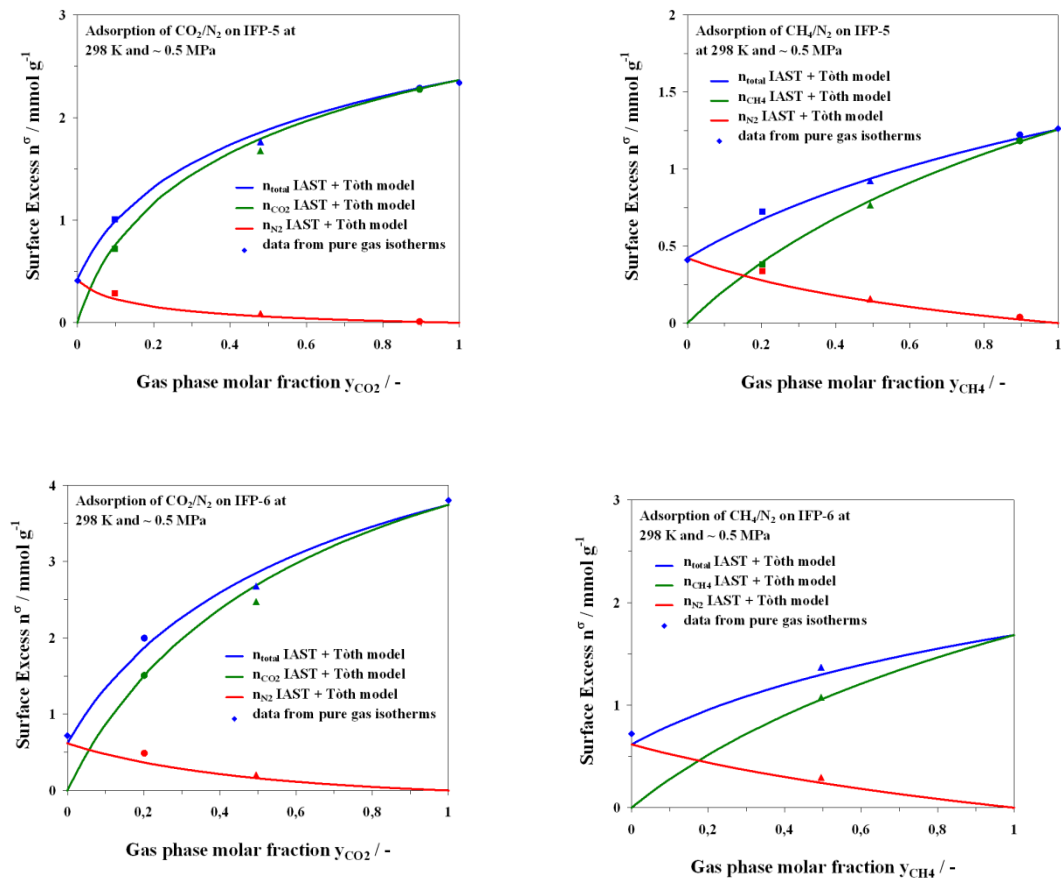 Adsorption of CO2/N2 on IFP-5 at
298 K and ~ 0.5 MPa
Surface Excess nσ / mmol g-1
3
2
1
0
ntotal IAST + Tòth model
nCO2 IAST + Tòth model
nN2 IAST + Tòth model
data from pure gas isotherms
0 0.2 0.4 0.6 0.8 1
Gas phase molar fraction yCO2 / -
Adsorption of CH4/N2 on IFP-5
at 298 K and ~ 0.5 MPa
Surface Excess nσ / mmol g-1
2
1.5
1
0.5
0
ntotal IAST + Tòth model
nCH4 IAST + Tòth model
nN2 IAST + Tòth model
data from pure gas isotherms
0 0.2 0.4 0.6 0.8 1
Gas phase molar fraction yCH4 / -
Adsorption of CO2/N2 on IFP-6 at
298 K and ~ 0.5 MPa
Surface Excess nσ / mmol g-1
4
3
2
1
0
ntotal IAST + Tòth model
nCO2 IAST + Tòth model
nN2 IAST + Tòth model
data from pure gas isotherms
0 0,2 0,4 0,6 0,8 1
Gas phase molar fraction yCO2 / -
Adsorption of CH4/N2 on IFP-6 at
298 K and ~ 0.5 MPa
Surface Excess nσ / mmol g-1
3
2
1
0
ntotal IAST + Tòth model
nCH4 IAST + Tòth model
nN2 IAST + Tòth model
data from pure gas isotherms
0 0,2 0,4 0,6 0,8 1
Gas phase molar fraction yCH4 / -